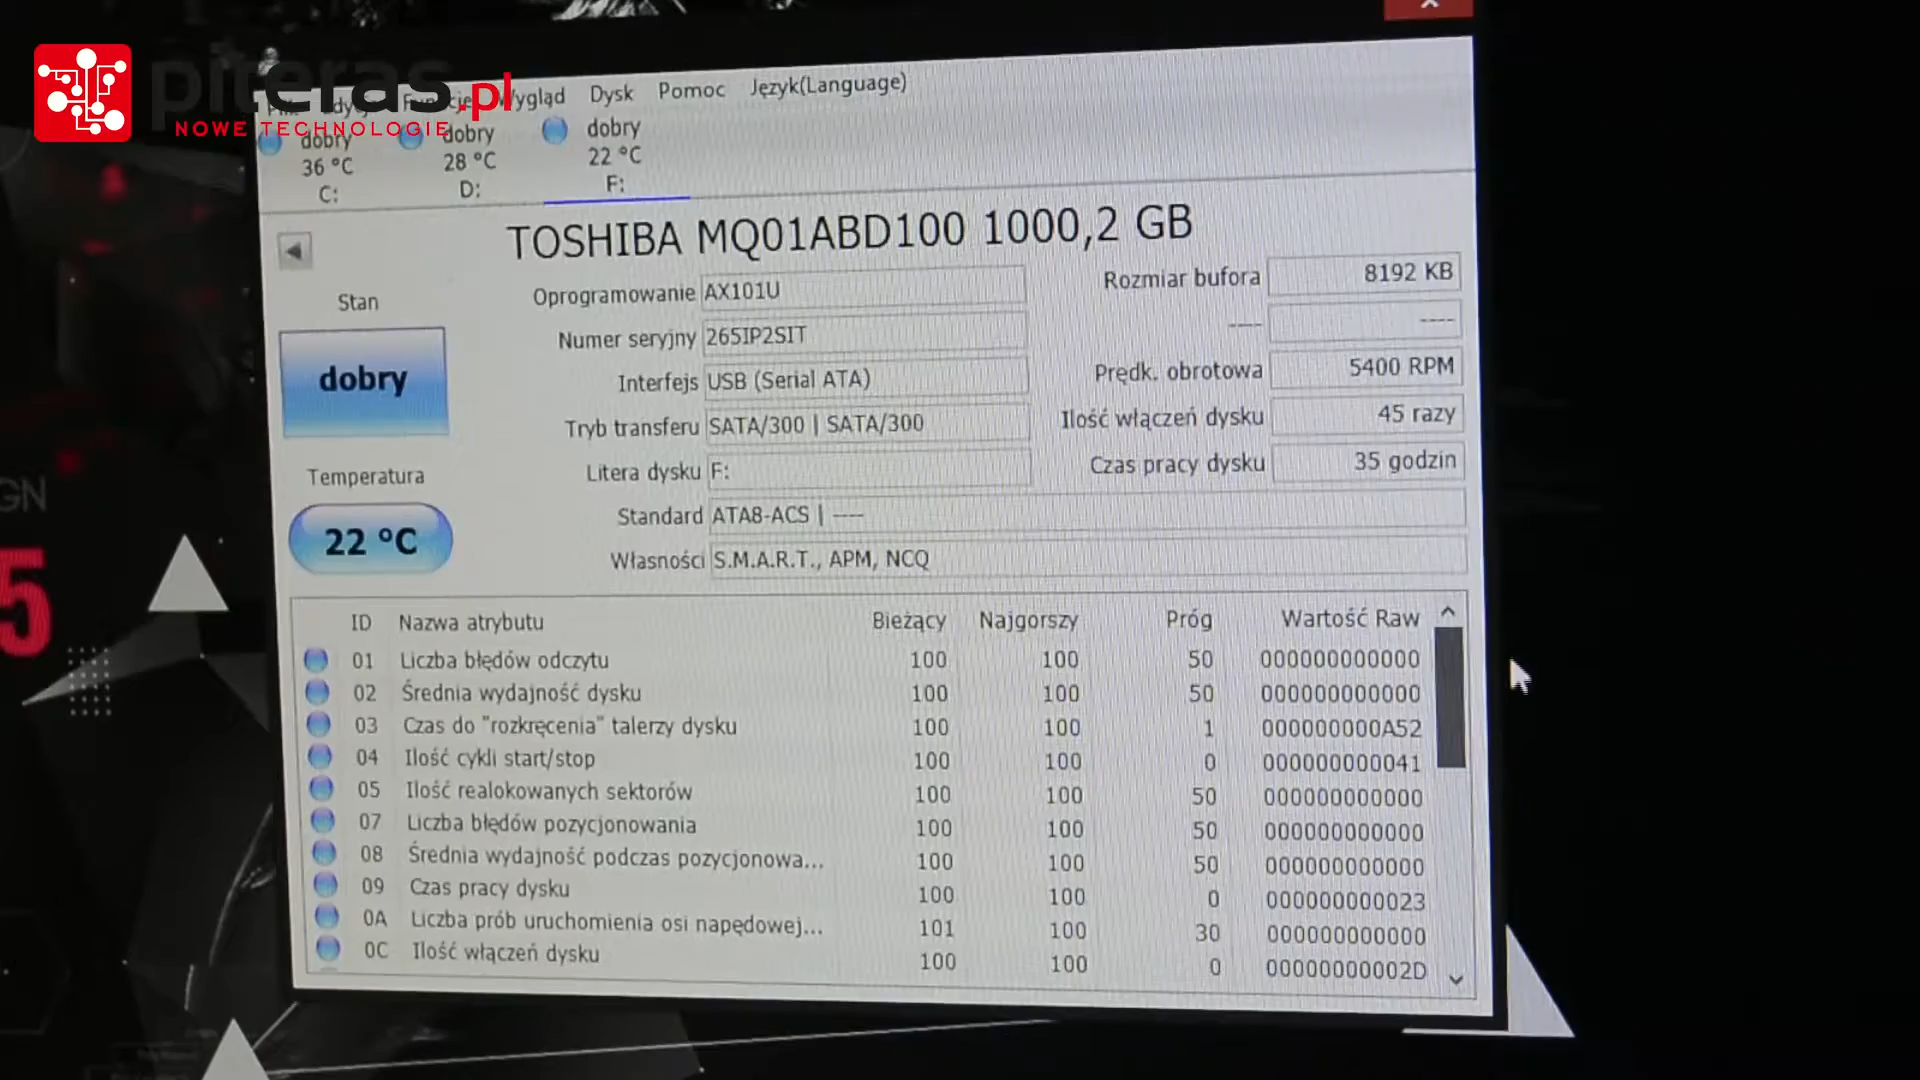 piteras.pl
NOWE TECHNOLOGIE
Wygląd Dysk Pomoc Język(Language)
dobry dobry dobry
36 °C 28 °C 22 °C
C: D: F:
TOSHIBA MQ01ABD100 1000,2 GB
Stan
dobry
Temperatura
22 °C
Oprogramowanie AX101U
Numer seryjny 265IP2SIT
Interfejs USB (Serial ATA)
Tryb transferu SATA/300 | SATA/300
Litera dysku F:
Standard ATA8-ACS | ----
Własności S.M.A.R.T., APM, NCQ
Rozmiar bufora 8192 KB
---- ----
Prędk. obrotowa 5400 RPM
Ilość włączeń dysku 45 razy
Czas pracy dysku 35 godzin
ID Nazwa atrybutu Bieżący Najgorszy Próg Wartość Raw
01 Liczba błędów odczytu 100 100 50 000000000000
02 Średnia wydajność dysku 100 100 50 000000000000
03 Czas do "rozkręcenia" talerzy dysku 100 100 1 000000000A52
04 Ilość cykli start/stop 100 100 0 000000000041
05 Ilość realokowanych sektorów 100 100 50 000000000000
07 Liczba błędów pozycjonowania 100 100 50 000000000000
08 Średnia wydajność podczas pozycjonowa... 100 100 50 000000000000
09 Czas pracy dysku 100 100 0 000000000023
0A Liczba prób uruchomienia osi napędowej... 101 100 30 000000000000
0C Ilość włączeń dysku 100 100 0 00000000002D
GN
5